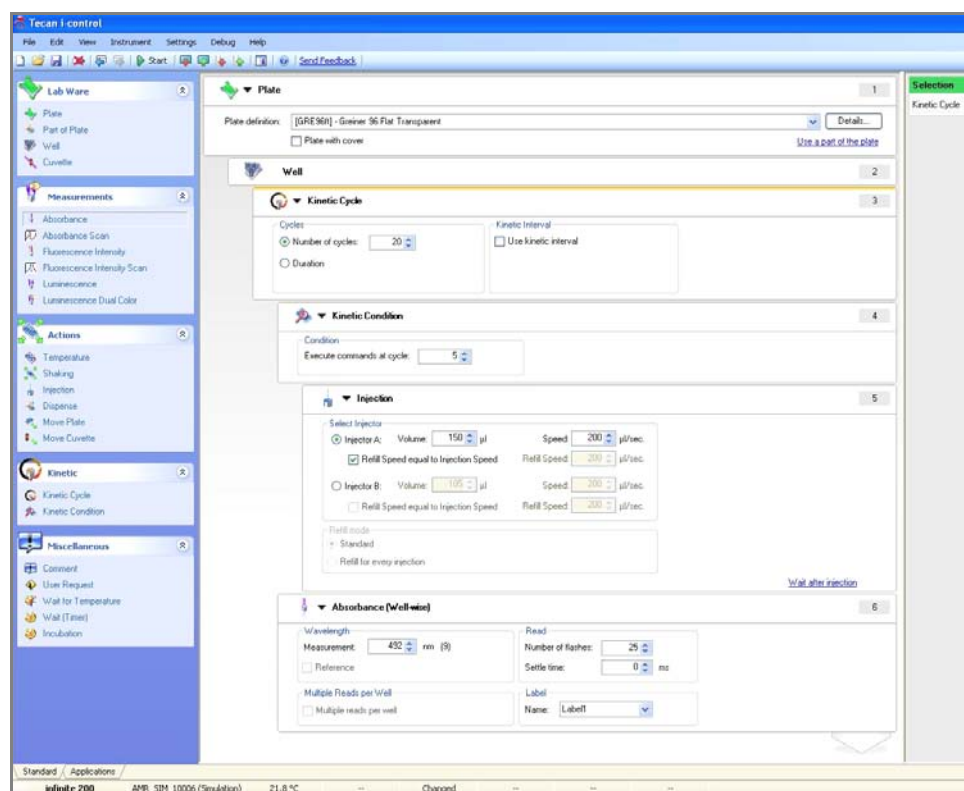 Tecan i-control
File Edit View Instrument Settings Debug Help
Start Send Feedback
Lab Ware
Plate
Part of Plate
Well
Cuvette
Measurements
Absorbance
Absorbance Scan
Fluorescence Intensity
Fluorescence Intensity Scan
Luminescence
Luminescence Dual Color
Actions
Temperature
Shaking
Injection
Dispense
Move Plate
Move Cuvette
Kinetic
Kinetic Cycle
Kinetic Condition
Miscellaneous
Comment
User Request
Wait for Temperature
Wait (Timer)
Incubation
Plate 1
Plate definition: [GRE96ft] - Greiner 96 Flat Transparent Details...
Plate with cover Use a part of the plate
Well 2
Kinetic Cycle 3
Cycles Kinetic Interval
Number of cycles: 20 Use kinetic interval
Duration
Kinetic Condition 4
Condition
Execute commands at cycle: 5
Injection 5
Select Injector
Injector A: Volume: 150 µl Speed: 200 µl/sec.
Refill Speed equal to Injection Speed Refill Speed: 200 µl/sec.
Injector B: Volume: 105 µl Speed: 200 µl/sec.
Refill Speed equal to Injection Speed Refill Speed: 200 µl/sec.
Refill mode
Standard
Refill for every injection
Wait after injection
Absorbance (Well-wise) 6
Wavelength Read
Measurement: 492 nm (9) Number of flashes: 25
Reference Settle time: 0 ms
Multiple Reads per Well Label
Multiple reads per well Name: Label1
Selection
Kinetic Cycle
Standard Applications
infinite 200 AMR_SIM_10006 (Simulation) 21.8 °C -- Changed -- -- --